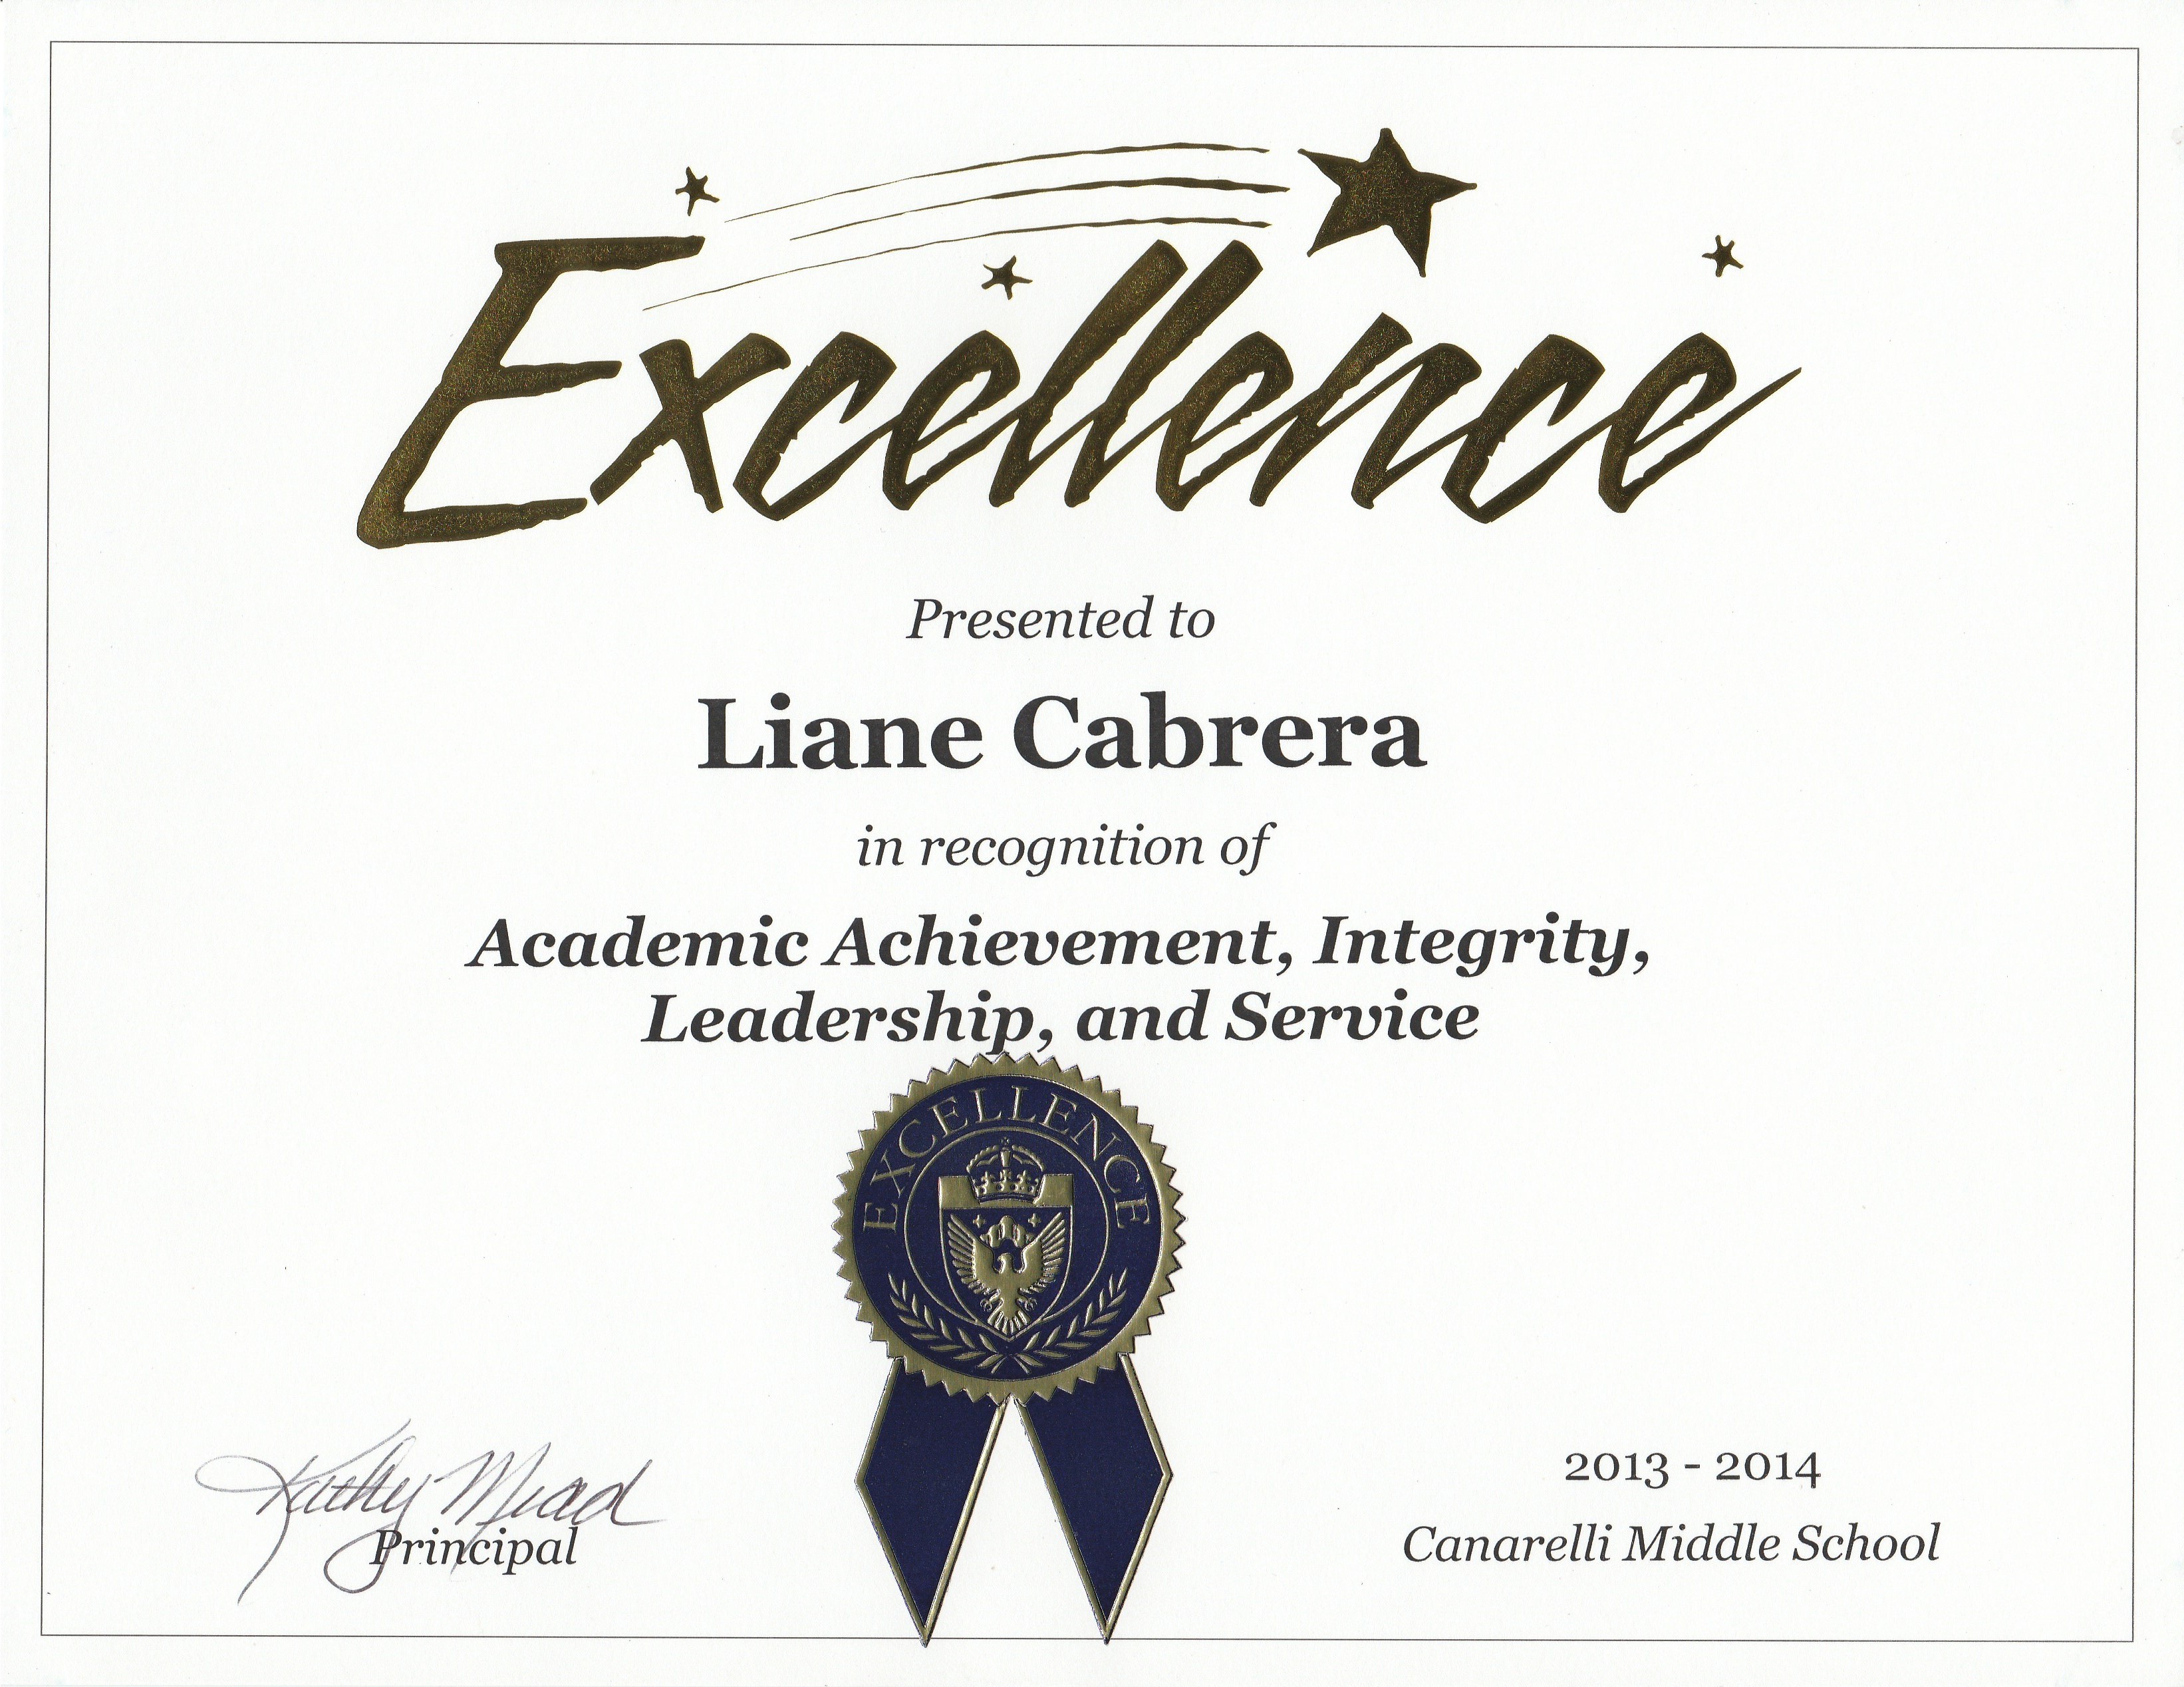 Excellence
Presented to
Liane Cabrera
in recognition of
Academic Achievement, Integrity,
Leadership, and Service
EXCELLENCE
Kathy Mead
Principal
2013 - 2014
Canarelli Middle School